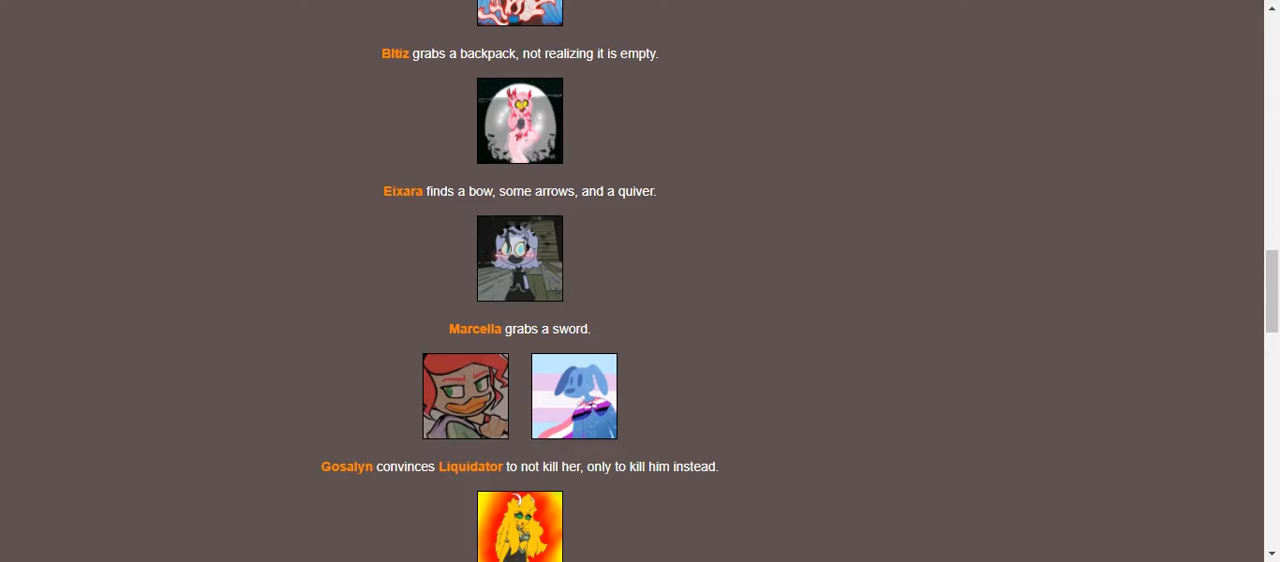 Bltiz grabs a backpack, not realizing it is empty.
Eixara finds a bow, some arrows, and a quiver.
Marcella grabs a sword.
Gosalyn convinces Liquidator to not kill her, only to kill him instead.